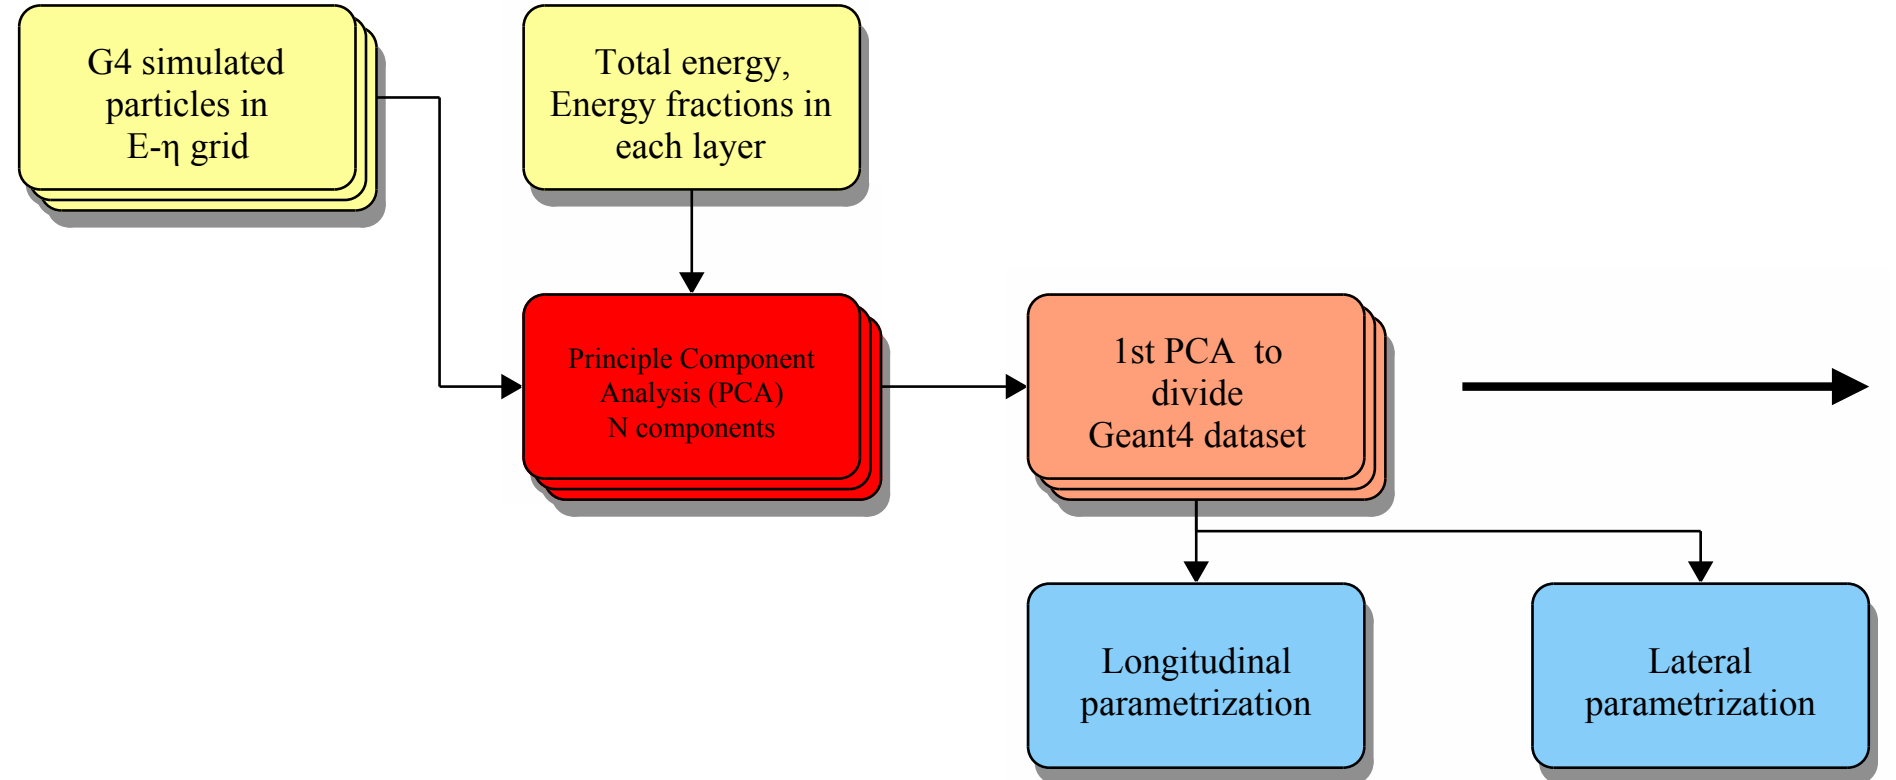 G4 simulated
particles in
E-η grid
Total energy,
Energy fractions in
each layer
Principle Component
Analysis (PCA)
N components
1st PCA  to
divide
Geant4 dataset
Longitudinal
parametrization
Lateral
parametrization